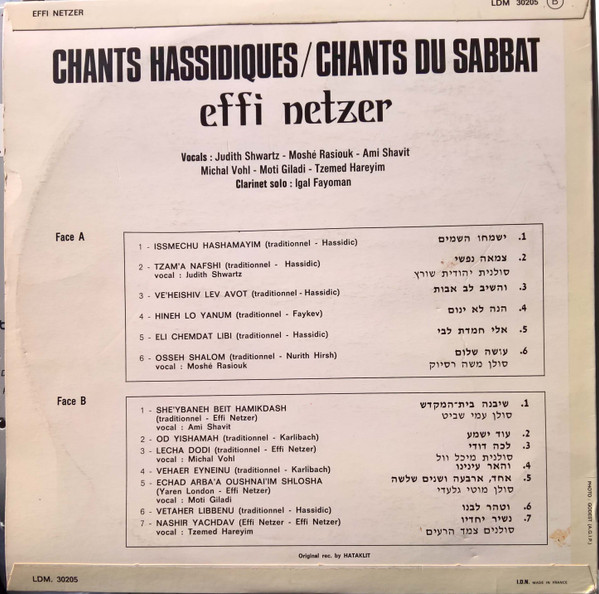 EFFI NETZER
LDM 30205 B
CHANTS HASSIDIQUES/CHANTS DU SABBAT
effi netzer
Vocals : Judith Shwartz - Moshé Rasiouk - Ami Shavit
Michal Vohl - Moti Giladi - Tzemed Hareyim
Clarinet solo : Igal Fayoman
Face A
1 - ISSMECHU HASHAMAYIM (traditionnel - Hassidic) ישמחו השמים .1
2 - TZAM'A NAFSHI (traditionnel - Hassidic) צמאה נפשי .2
vocal : Judith Shwartz סולנית יהודית שורץ
3 - VE'HEISHIV LEV AVOT (traditionnel - Hassidic) והשיב לב אבות .3
4 - HINEH LO YANUM (traditionnel - Faykev) הנה לא ינום .4
5 - ELI CHEMDAT LIBI (traditionnel - Hassidic) אלי חמדת לבי .5
6 - OSSEH SHALOM (traditionnel - Nurith Hirsh) עושה שלום .6
vocal : Moshé Rasiouk סולן משה רסיוק
Face B
1 - SHE'YBANEH BEIT HAMIKDASH שיבנה בית-המקדש .1
(traditionnel - Effi Netzer) סולן עמי שביט
vocal : Ami Shavit
2 - OD YISHAMAH (traditionnel - Karlibach) עוד ישמע .2
3 - LECHA DODI (traditionnel - Effi Netzer) לכה דודי .3
vocal : Michal Vohl סולנית מיכל וול
4 - VEHAER EYNEINU (traditionnel - Karlibach) והאר עינינו .4
5 - ECHAD ARBA'A OUSHNAI'IM SHLOSHA אחד, ארבעה ושנים שלשה .5
(Yaren London - Effi Netzer) סולן מוטי גלעדי
vocal : Moti Giladi
6 - VETAHER LIBBENU (traditionnel - Hassidic) וטהר לבנו .6
7 - NASHIR YACHDAV (Effi Netzer - Effi Netzer) נשיר יחדיו .7
vocal : Tzemed Hareyim סולנים צמד הרעים
Original rec. by HATAKLIT
LDM. 30205
I.D.N. MADE IN FRANCE